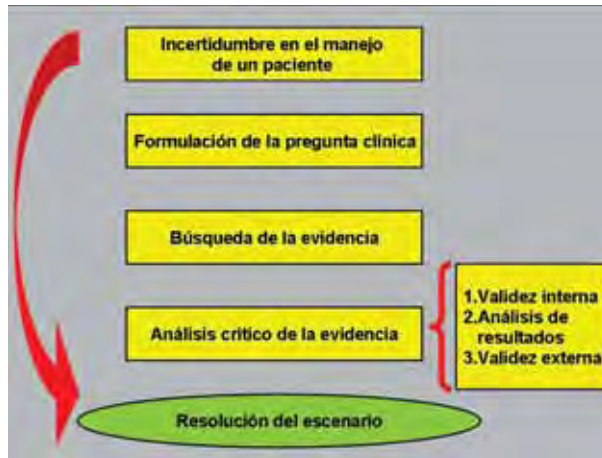 Incertidumbre en el manejo
de un paciente
Formulación de la pregunta clínica
Búsqueda de la evidencia
Análisis crítico de la evidencia
1.Validez interna
2.Análisis de
resultados
3.Validez externa
Resolución del escenario